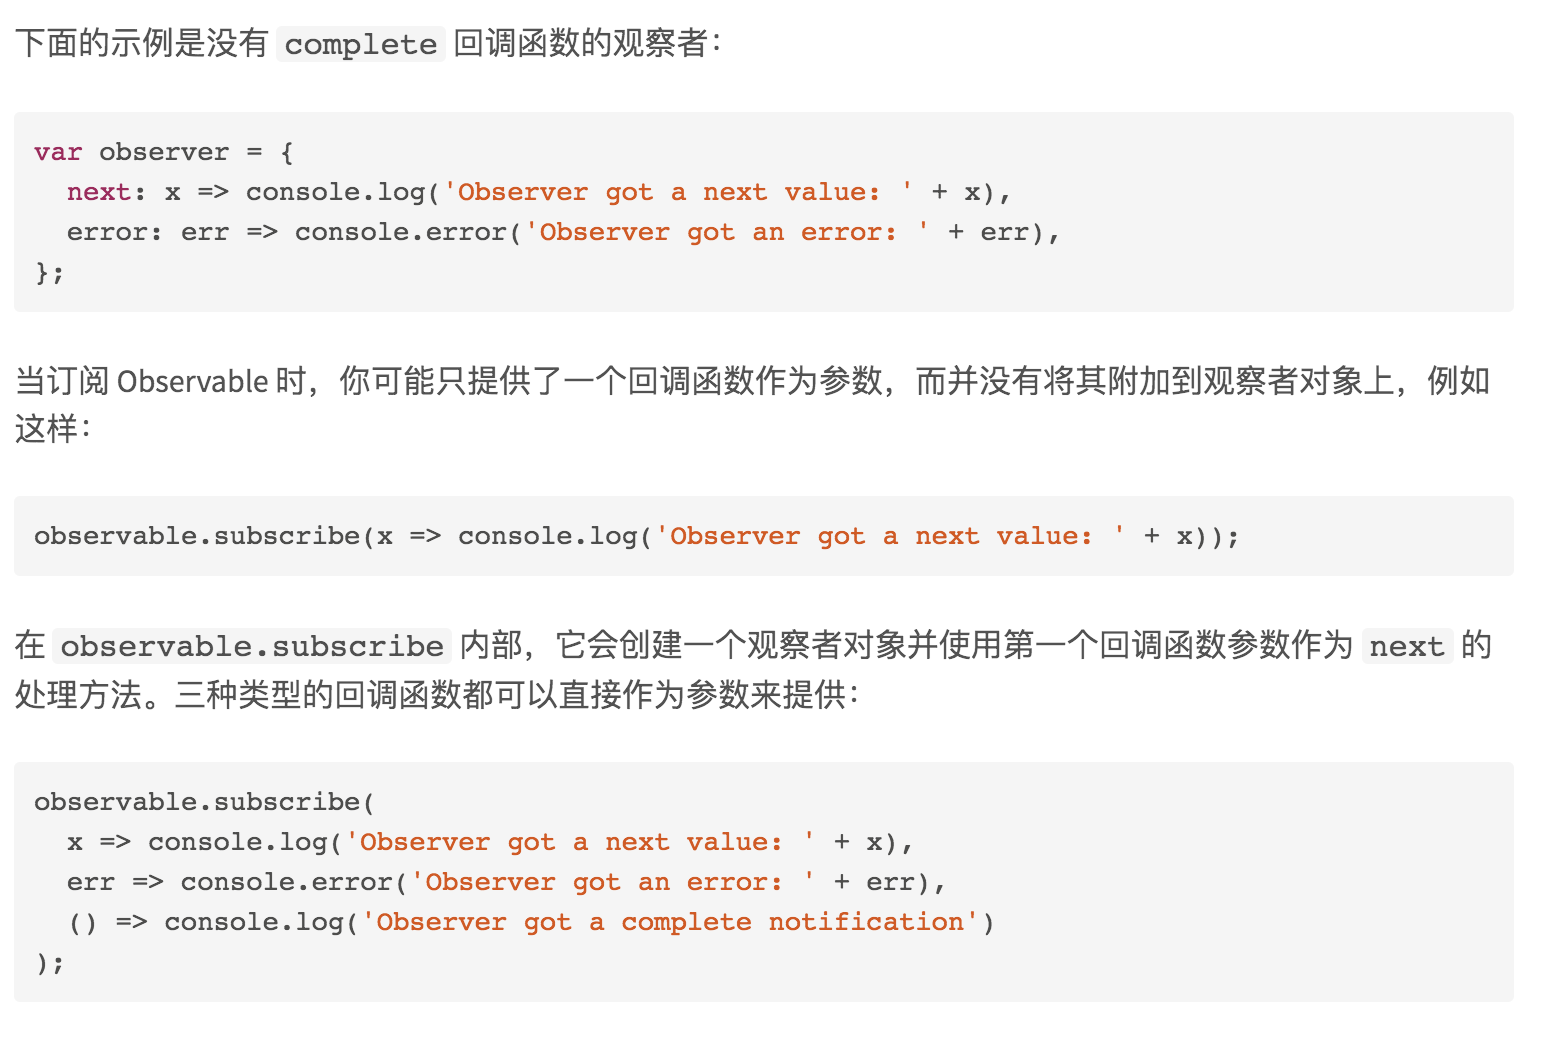 下面的示例是没有 complete 回调函数的观察者：
var observer = {
  next: x => console.log('Observer got a next value: ' + x),
  error: err => console.error('Observer got an error: ' + err),
};
当订阅 Observable 时，你可能只提供了一个回调函数作为参数，而并没有将其附加到观察者对象上，例如
这样：
observable.subscribe(x => console.log('Observer got a next value: ' + x));
在 observable.subscribe 内部，它会创建一个观察者对象并使用第一个回调函数参数作为 next 的
处理方法。三种类型的回调函数都可以直接作为参数来提供：
observable.subscribe(
  x => console.log('Observer got a next value: ' + x),
  err => console.error('Observer got an error: ' + err),
  () => console.log('Observer got a complete notification')
);